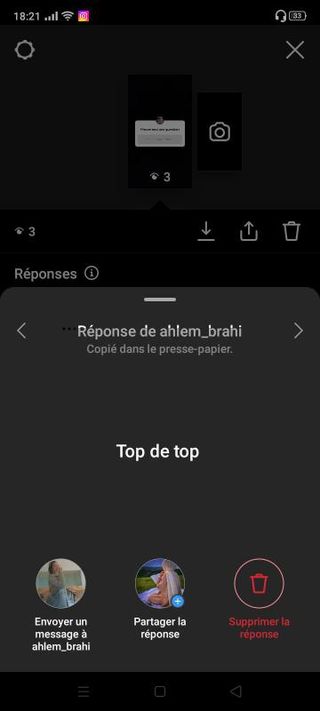 18:21
33
3
3
Réponses
Réponse de ahlem_brahi
Copié dans le presse-papier.
Top de top
Envoyer un
message à
ahlem_brahi
Partager la
réponse
Supprimer la
réponse